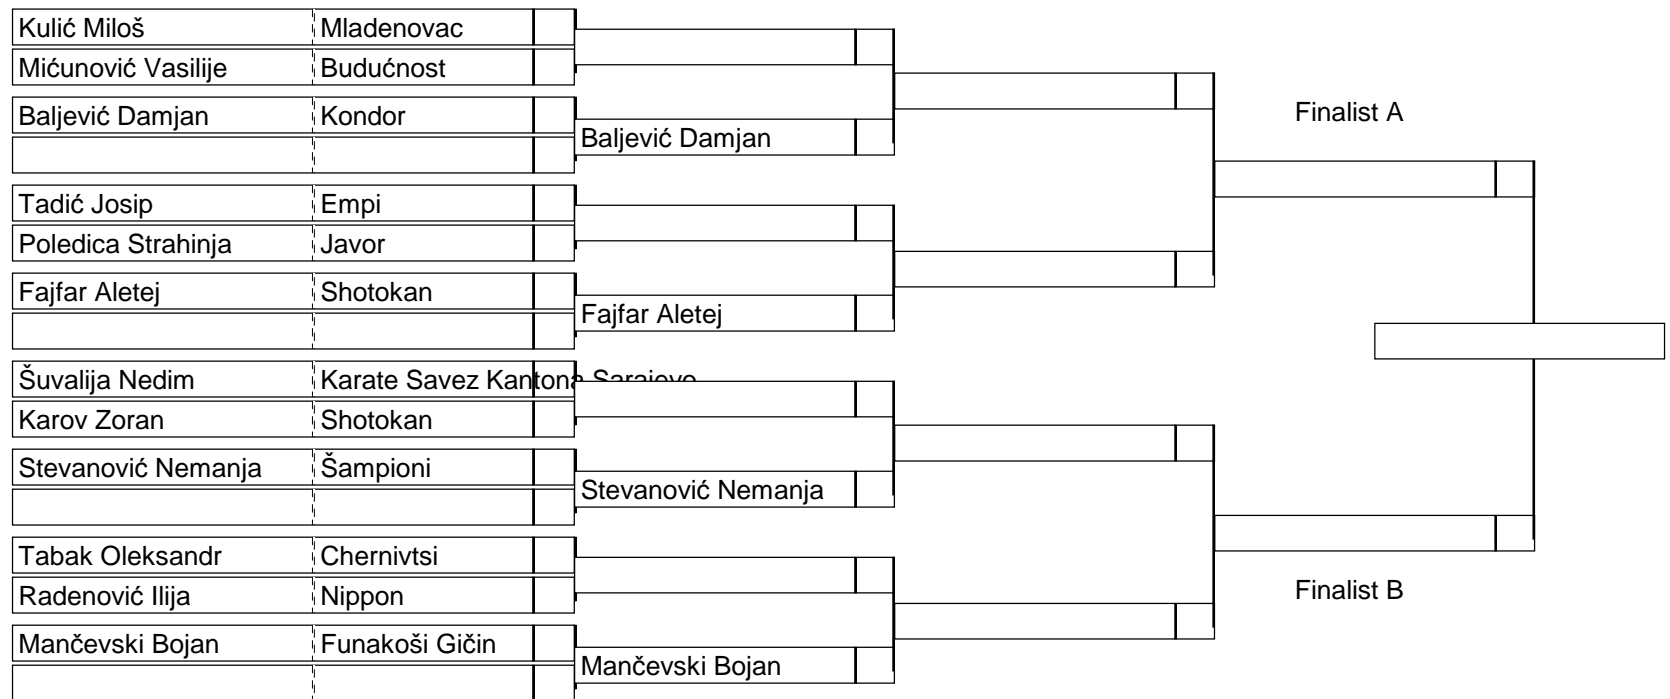 Kulić Miloš Mladenovac
Mićunović Vasilije Budućnost
Baljević Damjan Kondor
Baljević Damjan
Finalist A
Tadić Josip Empi
Poledica Strahinja Javor
Fajfar Aletej Shotokan
Fajfar Aletej
Šuvalija Nedim Karate Savez Kantona Sarajevo
Karov Zoran Shotokan
Stevanović Nemanja Šampioni
Stevanović Nemanja
Tabak Oleksandr Chernivtsi
Radenović Ilija Nippon
Finalist B
Mančevski Bojan Funakoši Gičin
Mančevski Bojan